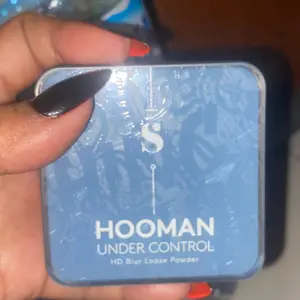 S
HOOMAN
UNDER CONTROL
HD Blur Loose Powder